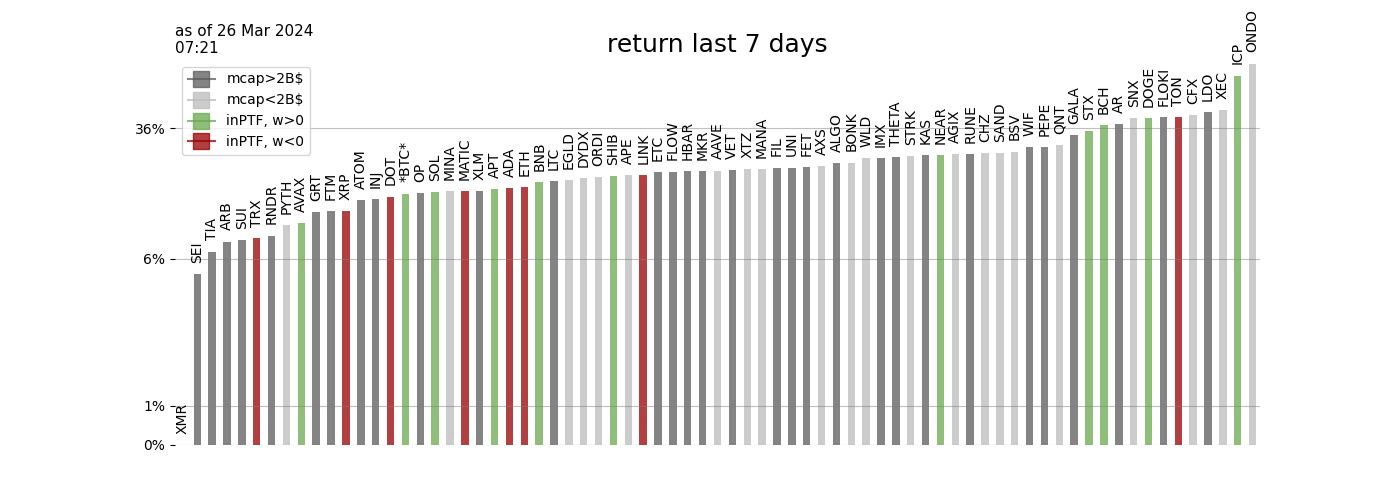 as of 26 Mar 2024
07:21
return last 7 days
mcap>2B$
mcap<2B$
inPTF, w>0
inPTF, w<0
36%
6%
1%
0%
XMR
SEI
TIA
ARB
SUI
TRX
RNDR
PYTH
AVAX
GRT
FTM
XRP
ATOM
INJ
DOT
*BTC*
OP
SOL
MINA
MATIC
XLM
APT
ADA
ETH
BNB
LTC
EGLD
DYDX
ORDI
SHIB
APE
LINK
ETC
FLOW
HBAR
MKR
AAVE
VET
XTZ
MANA
FIL
UNI
FET
AXS
ALGO
BONK
WLD
IMX
THETA
STRK
KAS
NEAR
AGIX
RUNE
CHZ
SAND
BSV
WIF
PEPE
QNT
GALA
STX
BCH
AR
SNX
DOGE
FLOKI
TON
CFX
LDO
XEC
ICP
ONDO